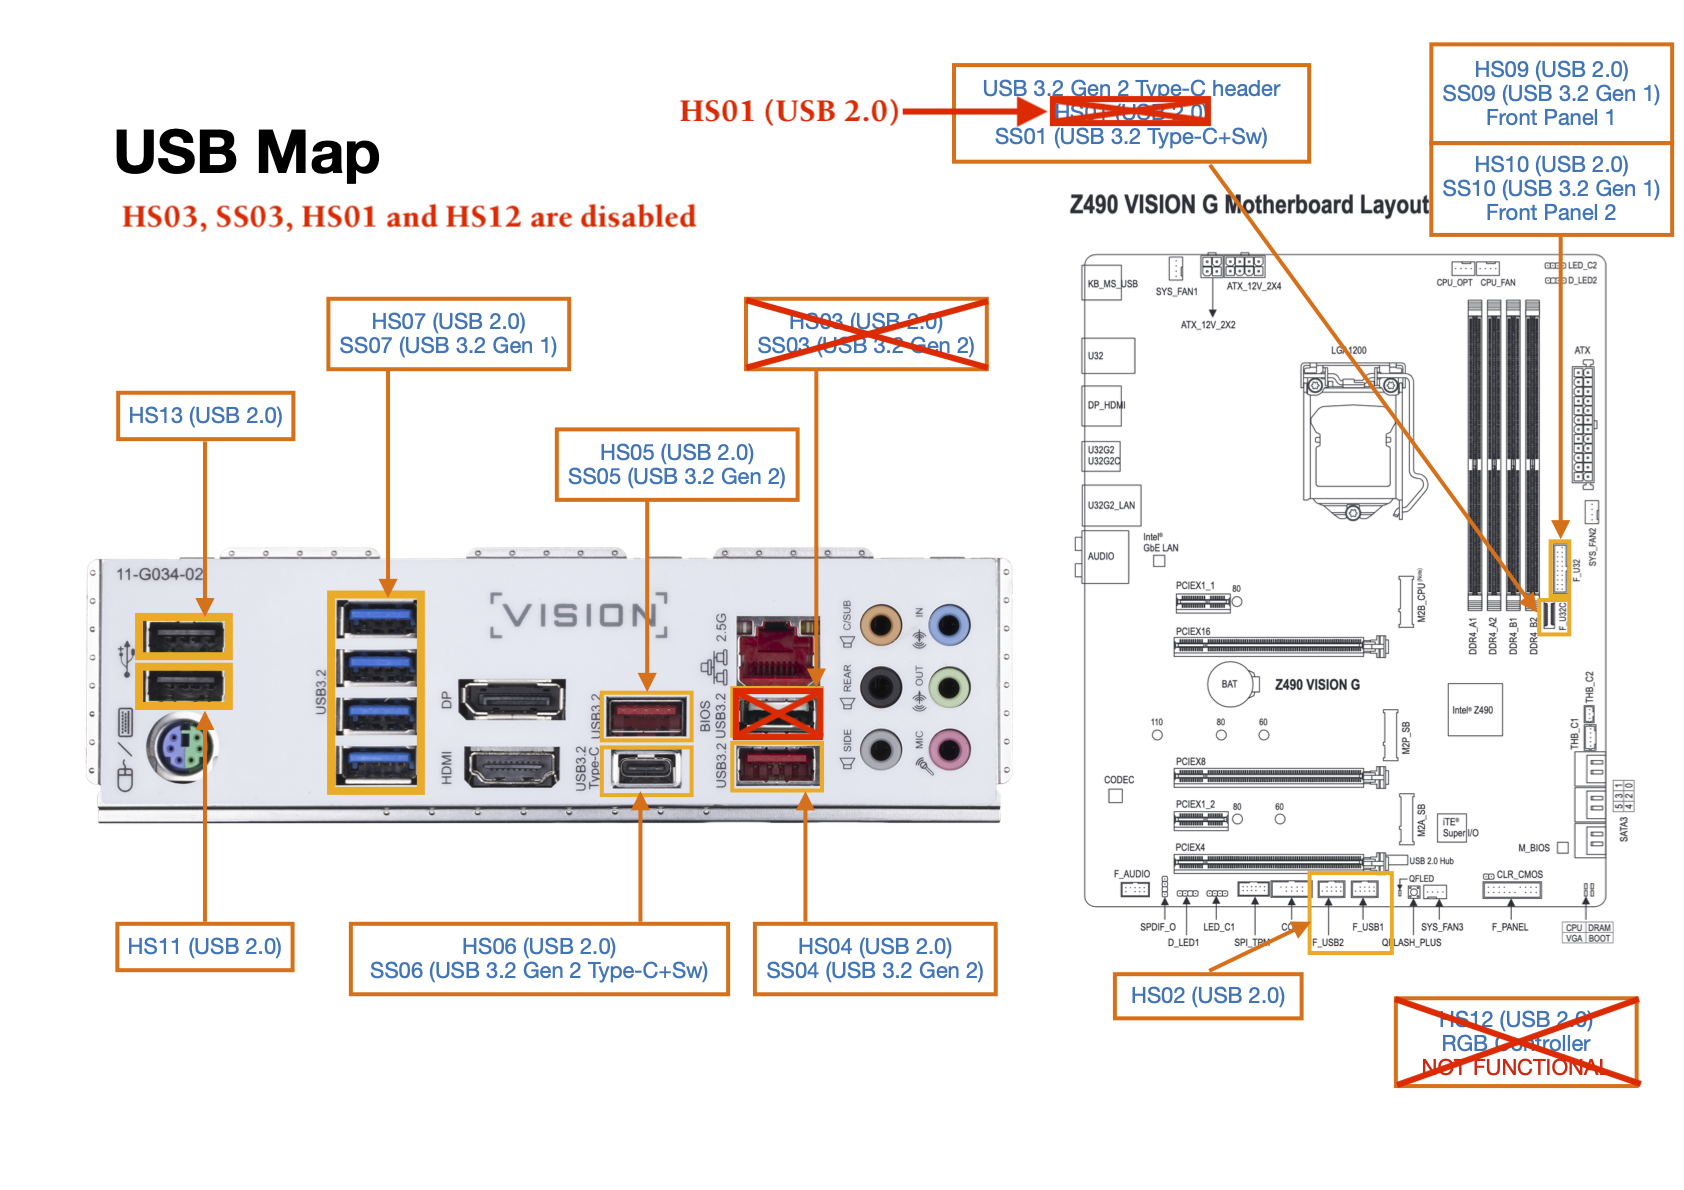 USB Map
HS03, SS03, HS01 and HS12 are disabled
HS01 (USB 2.0)
USB 3.2 Gen 2 Type-C header
HS01 (USB 2.0)
SS01 (USB 3.2 Type-C+Sw)
HS09 (USB 2.0)
SS09 (USB 3.2 Gen 1)
Front Panel 1
HS10 (USB 2.0)
SS10 (USB 3.2 Gen 1)
Front Panel 2
HS07 (USB 2.0)
SS07 (USB 3.2 Gen 1)
HS03 (USB 2.0)
SS03 (USB 3.2 Gen 2)
HS13 (USB 2.0)
HS05 (USB 2.0)
SS05 (USB 3.2 Gen 2)
11-G034-02
VISION
USB3.2
DP
HDMI
USB3.2
USB3.2
Type-C
2.5G
BIOS
USB3.2
USB3.2
C/SUB
REAR
SIDE
IN
OUT
MIC
HS11 (USB 2.0)
HS06 (USB 2.0)
SS06 (USB 3.2 Gen 2 Type-C+Sw)
HS04 (USB 2.0)
SS04 (USB 3.2 Gen 2)
Z490 VISION G Motherboard Layout
KB_MS_USB
SYS_FAN1
ATX_12V_2X4
ATX_12V_2X2
CPU_OPT
CPU_FAN
LED_C2
D_LED2
U32
LGA1200
ATX
DP_HDMI
U32G2
U32G2C
U32G2_LAN
AUDIO
Intel®
GbE LAN
SYS_FAN2
F_U32
F_U32C
DDR4_A1
DDR4_A2
DDR4_B1
DDR4_B2
PCIEX1_1
80
M2B_CPU (Note)
PCIEX16
BAT
Z490 VISION G
Intel® Z490
THB_C2
THB_C1
110
80
60
M2P_SB
PCIEX8
CODEC
PCIEX1_2
80
60
M2A_SB
iTE®
Super I/O
5 3 1
4 2 0
SATA3
M_BIOS
PCIEX4
USB 2.0 Hub
F_AUDIO
QFLED
CLR_CMOS
SPDIF_O
D_LED1
LED_C1
SPI_TPM
F_USB2
F_USB1
QFLASH_PLUS
SYS_FAN3
F_PANEL
CPU DRAM
VGA BOOT
HS02 (USB 2.0)
HS12 (USB 2.0)
RGB Controller
NOT FUNCTIONAL